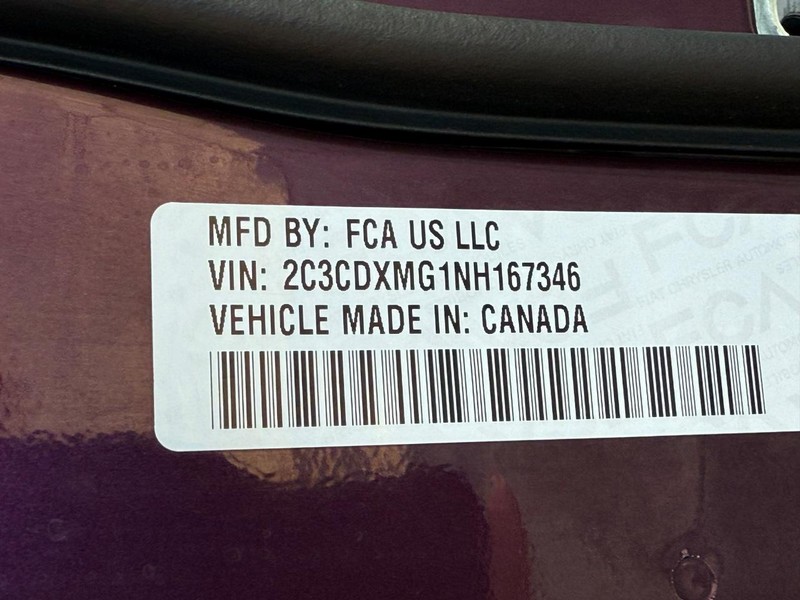 MFD BY: FCA US LLC
VIN: 2C3CDXMG1NH167346
VEHICLE MADE IN: CANADA